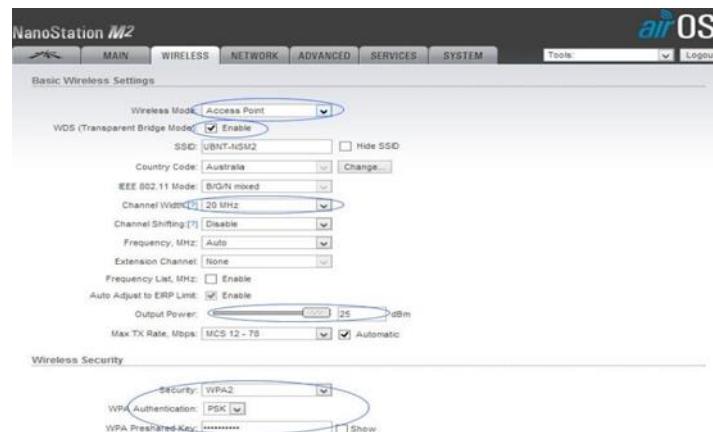 NanoStation M2
airOS
MAIN WIRELESS NETWORK ADVANCED SERVICES SYSTEM Tools: Logout
Basic Wireless Settings
Wireless Mode: Access Point
WDS (Transparent Bridge Mode): Enable
SSID: UBNT-NSM2 Hide SSID
Country Code: Australia Change...
IEEE 802.11 Mode: B/G/N mixed
Channel Width:[?] 20 MHz
Channel Shifting:[?] Disable
Frequency, MHz: Auto
Extension Channel: None
Frequency List, MHz: Enable
Auto Adjust to EIRP Limit: Enable
Output Power: 25 dBm
Max TX Rate, Mbps: MCS 12 - 78 Automatic
Wireless Security
Security: WPA2
WPA Authentication: PSK
WPA Preshared Key: •••••••••• Show